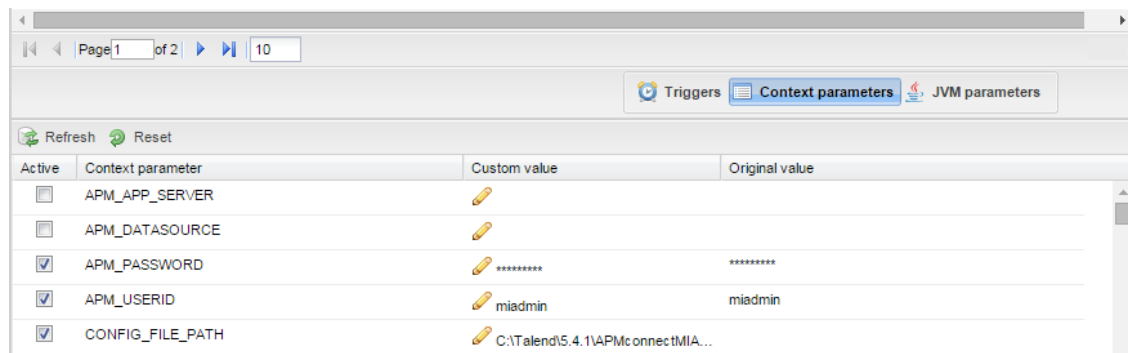 Page 1 of 2 10
Triggers Context parameters JVM parameters
Refresh Reset
Active Context parameter Custom value Original value
APM_APP_SERVER
APM_DATASOURCE
APM_PASSWORD ********* *********
APM_USERID miadmin miadmin
CONFIG_FILE_PATH C:\Talend\5.4.1\APMconnectMIA...